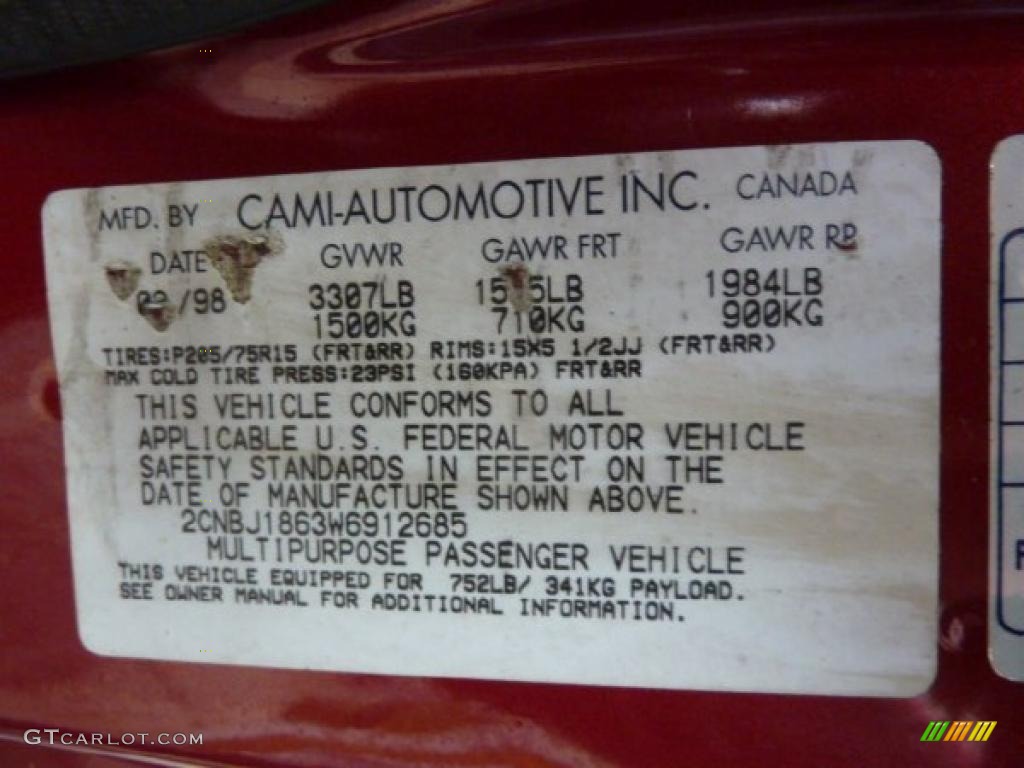 MFD. BY CAMI-AUTOMOTIVE INC. CANADA
DATE GVWR GAWR FRT GAWR RR
/98 3307LB 1984LB
1500KG 710KG 900KG
TIRES:P205/75R15 (FRT&RR) RIMS:15X5 1/2JJ (FRT&RR)
MAX COLD TIRE PRESS:23PSI (160KPA) FRT&RR
THIS VEHICLE CONFORMS TO ALL
APPLICABLE U.S. FEDERAL MOTOR VEHICLE
SAFETY STANDARDS IN EFFECT ON THE
DATE OF MANUFACTURE SHOWN ABOVE.
2CNBJ1863W6912685
MULTIPURPOSE PASSENGER VEHICLE
THIS VEHICLE EQUIPPED FOR 752LB/ 341KG PAYLOAD.
SEE OWNER MANUAL FOR ADDITIONAL INFORMATION.
GTCARLOT.COM